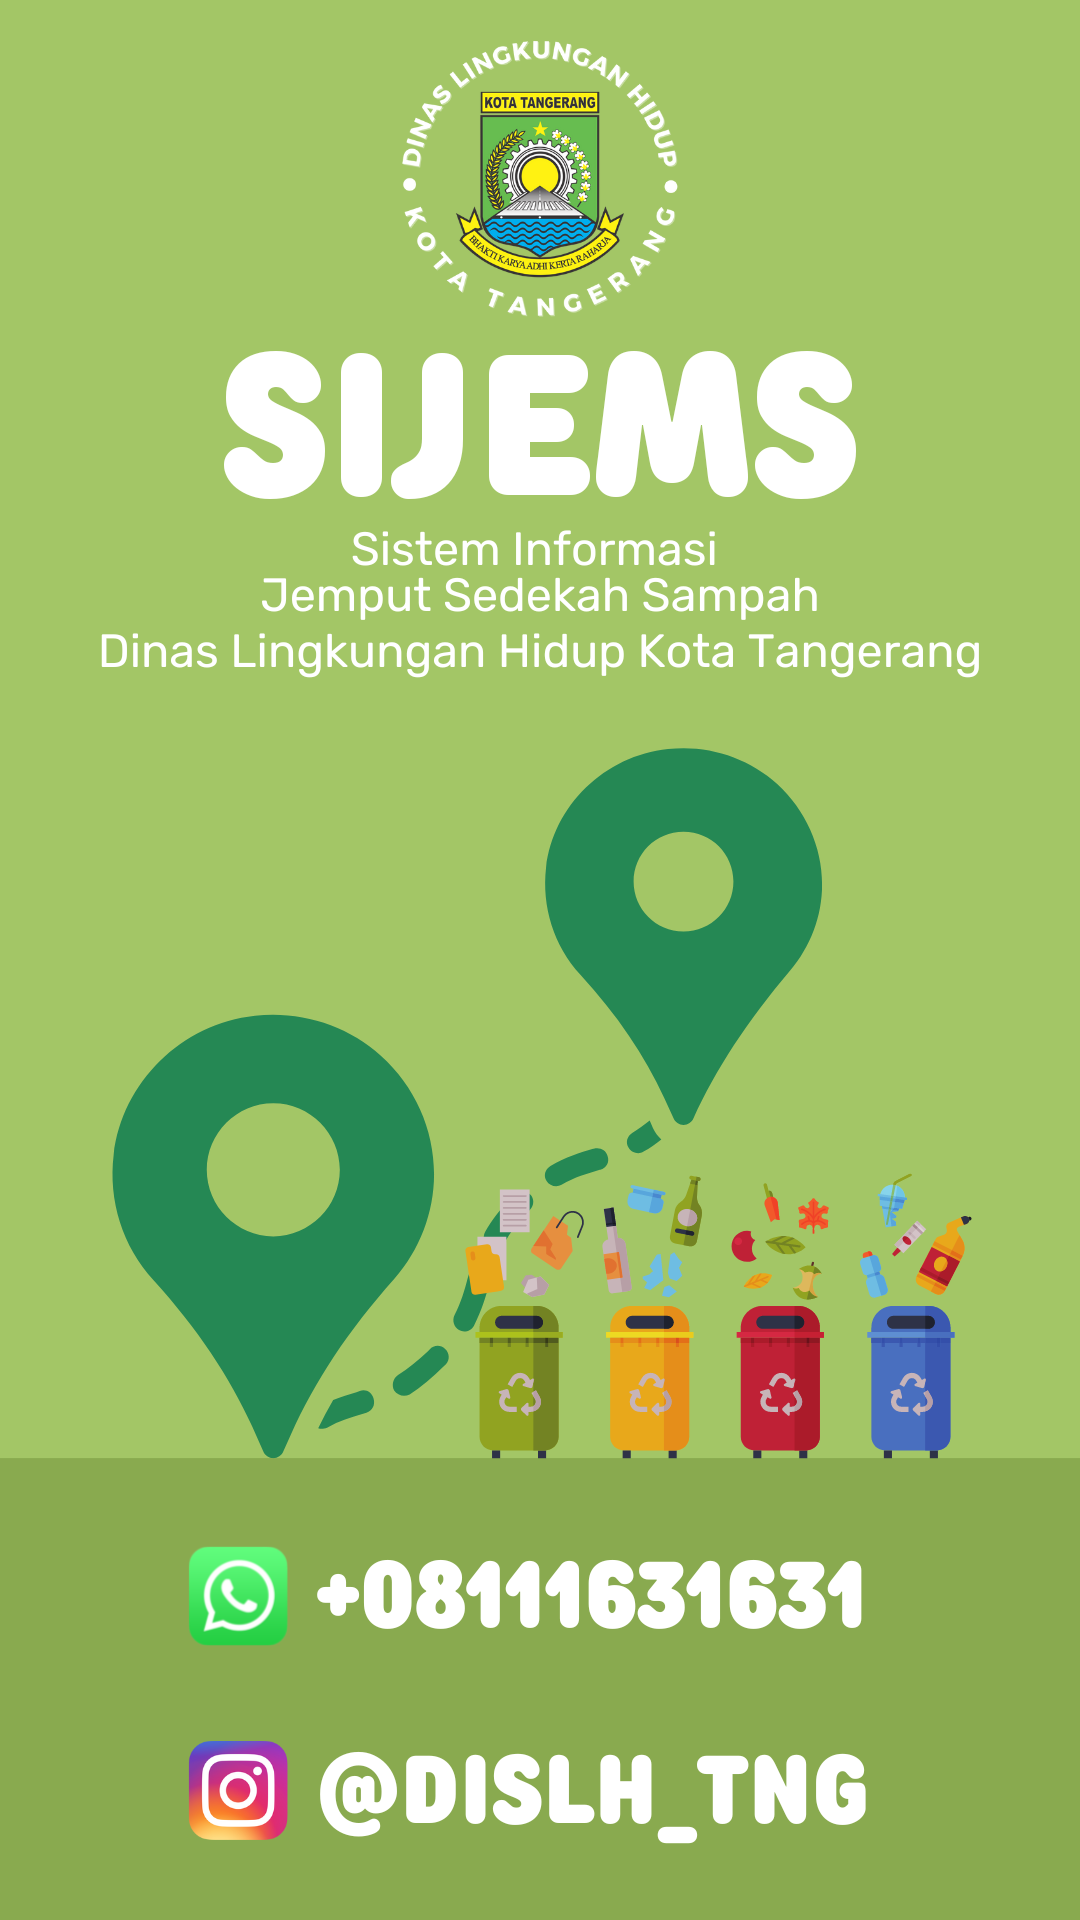 DINAS LINGKUNGAN HIDUP
KOTA TANGERANG
KOTA TANGERANG
BHAKTI KARYA ADHI KERTA RAHARJA
SIJEMS
Sistem Informasi
Jemput Sedekah Sampah
Dinas Lingkungan Hidup Kota Tangerang
+08111631631
@DISLH_TNG